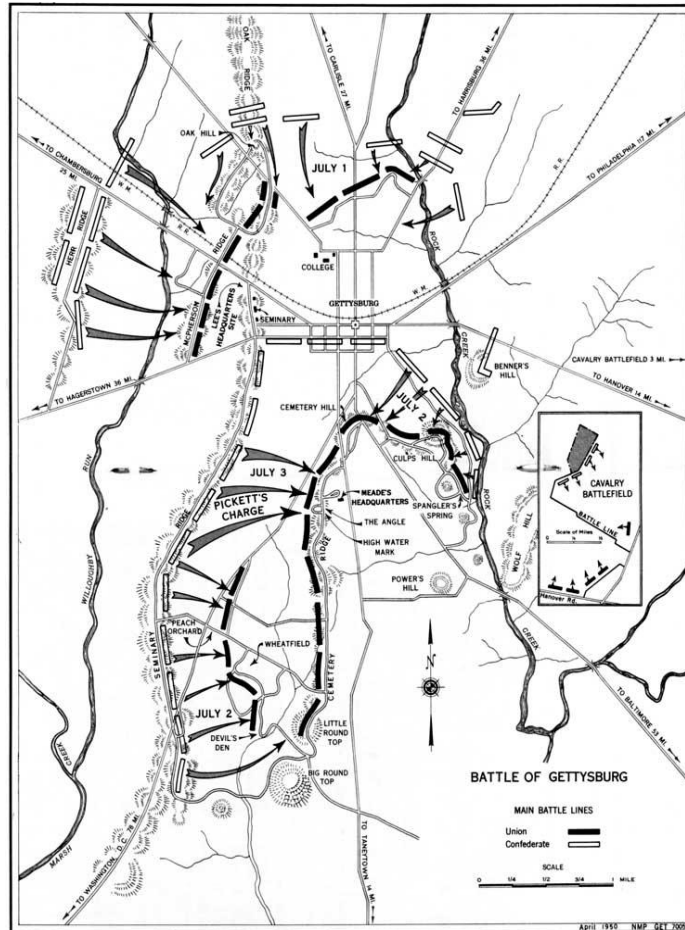 OAK
RIDGE
TO CARLISLE 27 MI.
TO HARRISBURG 36 MI.
OAK HILL
JULY 1
TO CHAMBERSBURG
25 MI.
W. M.
R. R.
TO PHILADELPHIA 117 MI.
R. R.
HERR
RIDGE
ROCK
CREEK
RIDGE
McPHERSON
COLLEGE
LEE'S
HEADQUARTERS
SITE
GETTYSBURG
W. M.
SEMINARY
BENNER'S
HILL
CAVALRY BATTLEFIELD 3 MI.
TO HAGERSTOWN 36 MI.
TO HANOVER 14 MI.
CEMETERY HILL
JULY 2
CULPS HILL
JULY 3
PICKETT'S
CHARGE
MEADE'S
HEADQUARTERS
SPANGLER'S
SPRING
ROCK
CREEK
THE ANGLE
HIGH WATER
MARK
WOLF
HILL
POWER'S
HILL
CAVALRY
BATTLEFIELD
BATTLE LINE
Scale of Miles
Hanover Rd.
RUN
WILLOUGHBY
RIDGE
SEMINARY
RIDGE
CEMETERY
PEACH
ORCHARD
WHEATFIELD
N
JULY 2
DEVIL'S
DEN
LITTLE
ROUND
TOP
BIG ROUND
TOP
TO BALTIMORE 53 MI.
CREEK
MARSH
TO WASHINGTON D.C. 78 MI.
TO TANEYTOWN 14 MI.
BATTLE OF GETTYSBURG
MAIN BATTLE LINES
Union
Confederate
SCALE
0 1/4 1/2 3/4 1 MILE
April 1950 NMP GET 7005